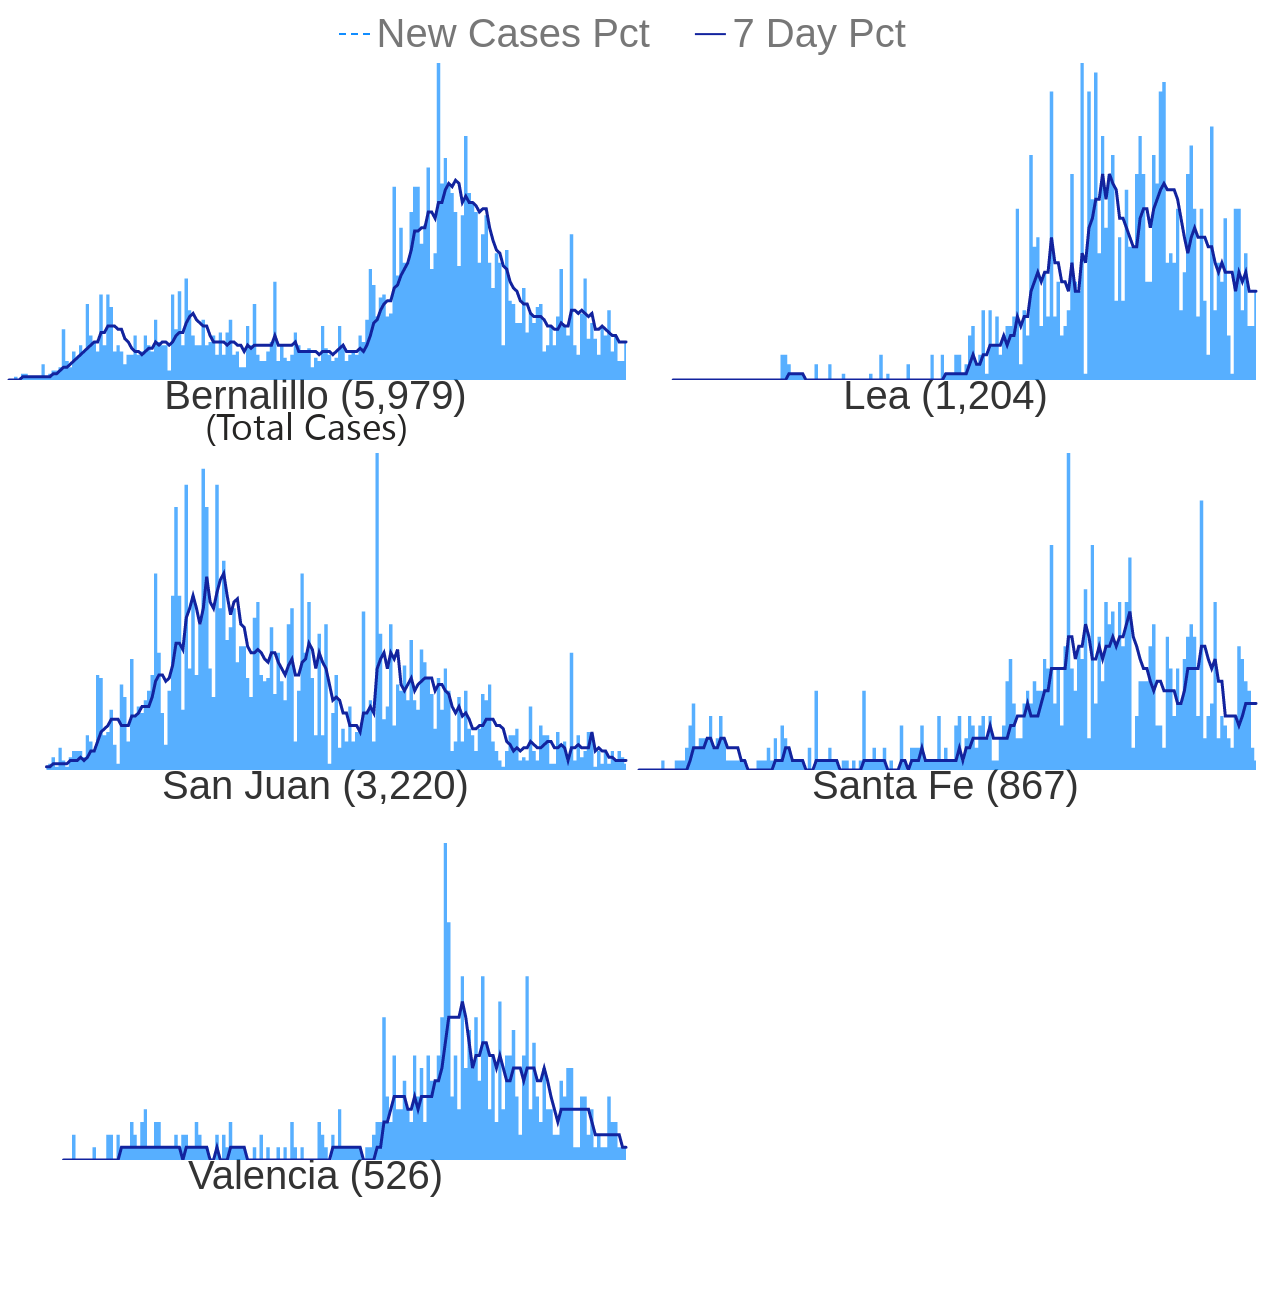 New Cases Pct 7 Day Pct
Bernalillo (5,979) Lea (1,204)
(Total Cases)
San Juan (3,220) Santa Fe (867)
Valencia (526)